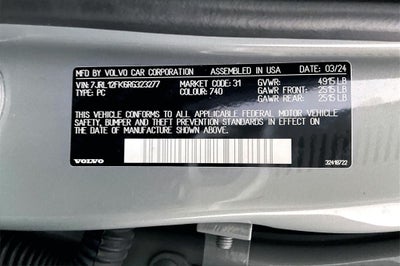 MFD. BY VOLVO CAR CORPORATION ASSEMBLED IN USA DATE: 03/24
VIN: 7JRL12FK6RG323277 MARKET CODE: 31 GVWR: 4915 LB
TYPE: PC COLOUR: 740 GAWR FRONT: 2515 LB
GAWR REAR: 2515 LB
THIS VEHICLE CONFORMS TO ALL APPLICABLE FEDERAL MOTOR VEHICLE
SAFETY, BUMPER AND THEFT PREVENTION STANDARDS IN EFFECT
ON THE DATE OF MANUFACTURE SHOWN ABOVE.
VOLVO 32418722